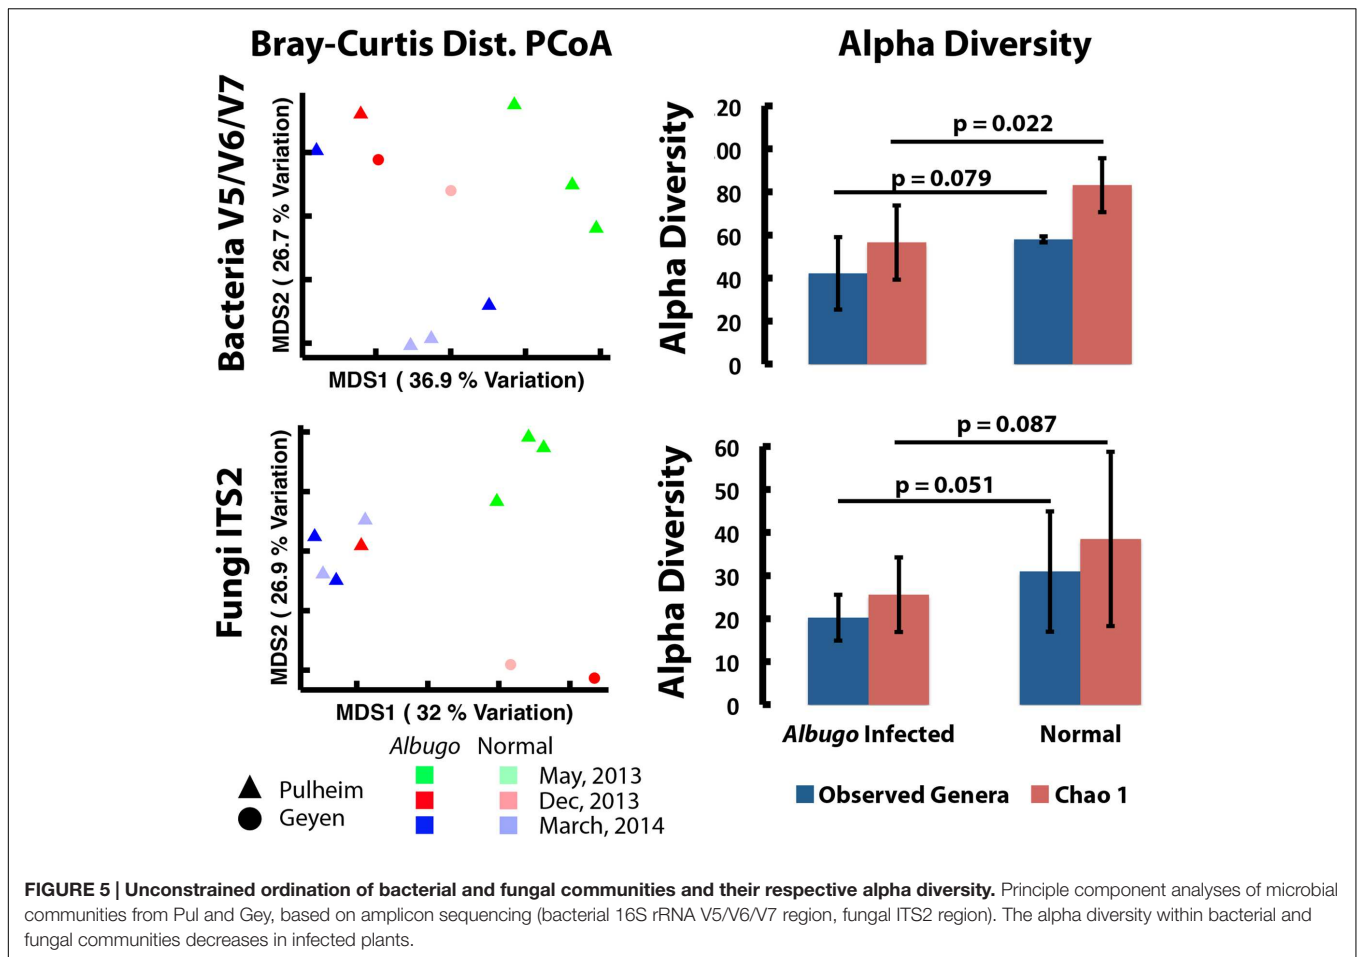 Bray-Curtis Dist. PCoA
Alpha Diversity
Bacteria V5/V6/V7
MDS2 ( 26.7 % Variation)
MDS1 ( 36.9 % Variation)
Alpha Diversity
20
00
80
60
40
20
0
p = 0.022
p = 0.079
Fungi ITS2
MDS2 ( 26.9 % Variation)
MDS1 ( 32 % Variation)
Alpha Diversity
60
50
40
30
20
10
0
p = 0.087
p = 0.051
Albugo Infected
Normal
Albugo Normal
May, 2013
Dec, 2013
March, 2014
Pulheim
Geyen
Observed Genera
Chao 1
FIGURE 5 | Unconstrained ordination of bacterial and fungal communities and their respective alpha diversity. Principle component analyses of microbial
communities from Pul and Gey, based on amplicon sequencing (bacterial 16S rRNA V5/V6/V7 region, fungal ITS2 region). The alpha diversity within bacterial and
fungal communities decreases in infected plants.